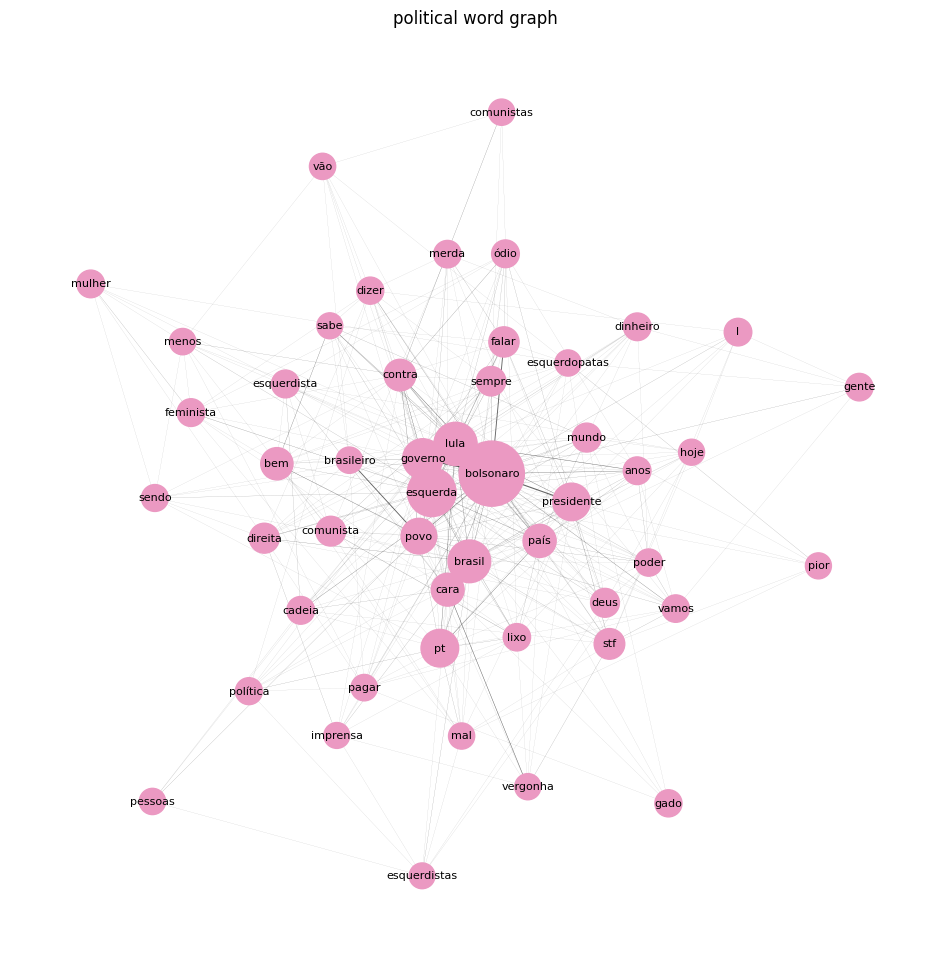 political word graph
comunistas
vão
merda
ódio
mulher
dizer
sabe
dinheiro
l
menos
falar
esquerdopatas
contra
sempre
esquerdista
gente
feminista
mundo
lula
hoje
governo
brasileiro
bem
anos
bolsonaro
esquerda
sendo
presidente
comunista
direita
povo
país
brasil
poder
pior
cara
deus
vamos
cadeia
lixo
stf
pt
pagar
política
imprensa
mal
vergonha
pessoas
gado
esquerdistas